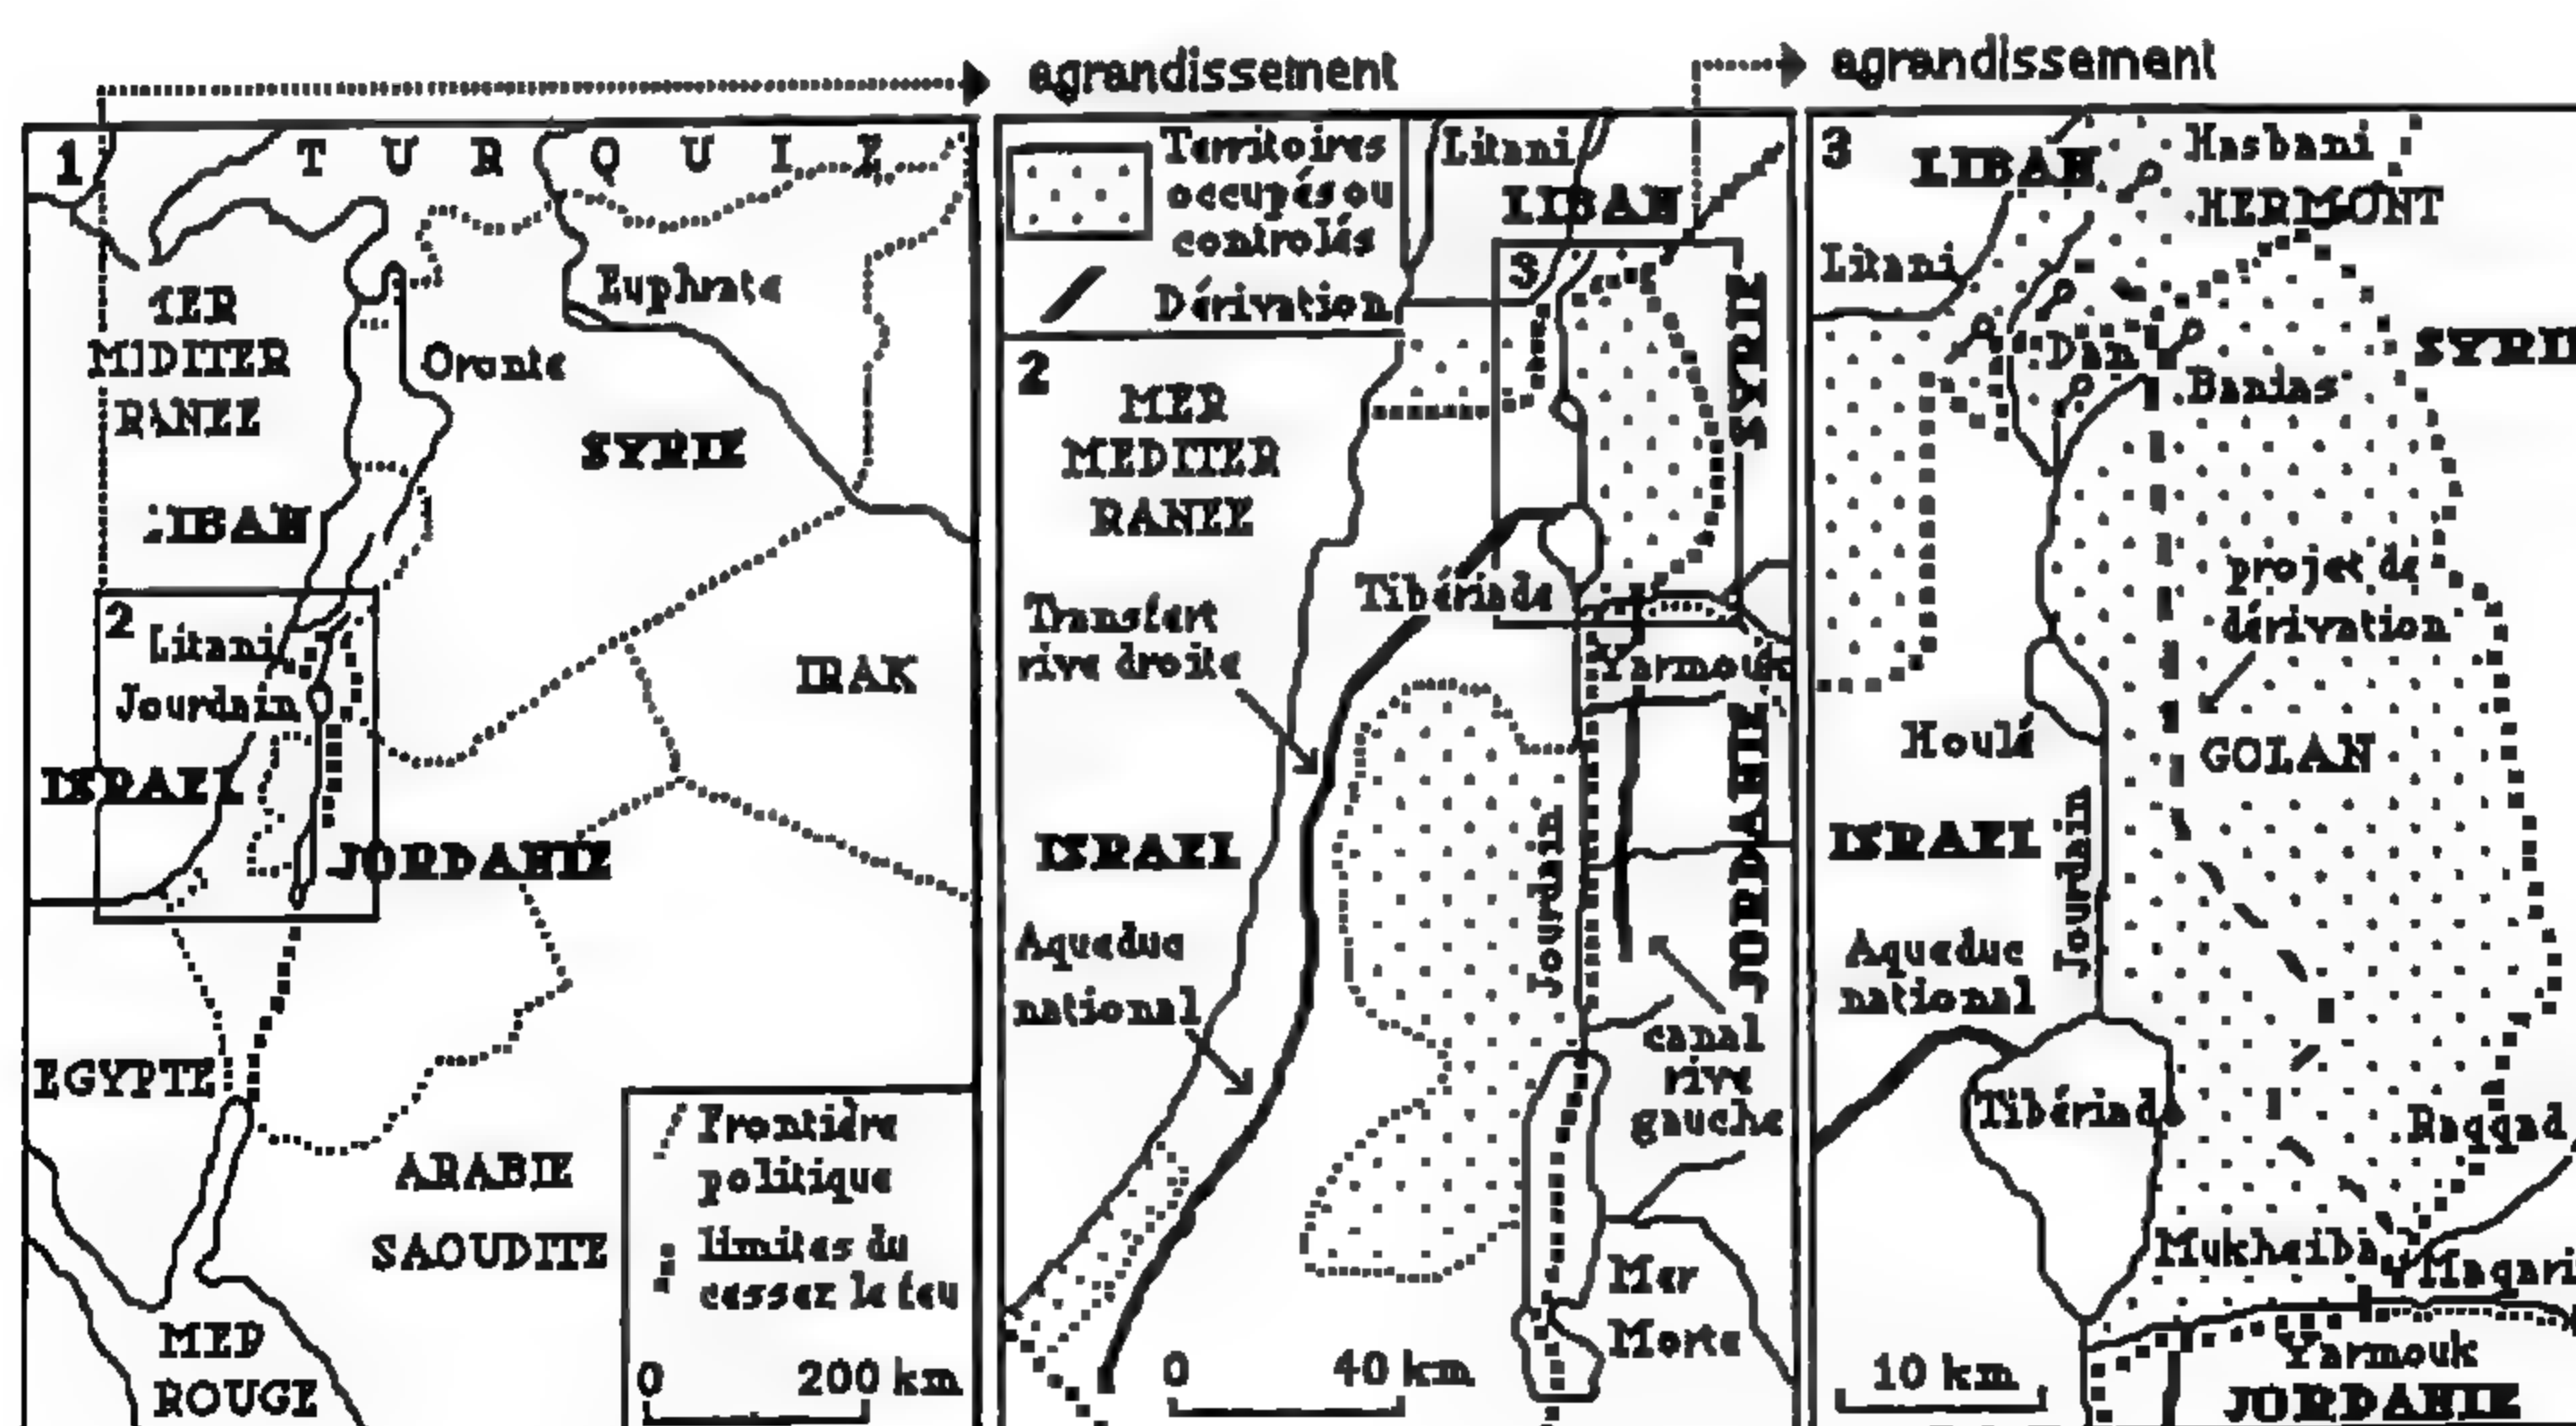 agrandissement
agrandissement
1
TURQUIE
Euphrate
1ER
MIDITER
RANEE
Oronte
SYRIE
LIBAN
2
Litani
Jourdain
IRAK
ISRAEL
JORDANIE
EGYPTE
ARABIE
SAOUDITE
MER
ROUGE
Frontière
politique
limites du
cessez le feu
0 200 km
Territoires
occupés ou
controlés
Dérivation
Litani
LIBAN
3
2
MER
MEDITER
RANEE
SYRIE
Tibériade
Transfert
rive droite
Yarmouk
ISRAEL
Jourdain
JORDANIE
Aqueduc
national
canal
rive
gauche
Mer
Morte
0 40 km
3
LIBAN
Hasbani
HERMONT
Litani
Dan
SYRIE
Banias
projet de
dérivation
Houlé
GOLAN
ISRAEL
Jourdain
Aqueduc
national
Tibériade
Raqqad
Mukheiba
Maqari
Yarmouk
10 km
JORDANIE